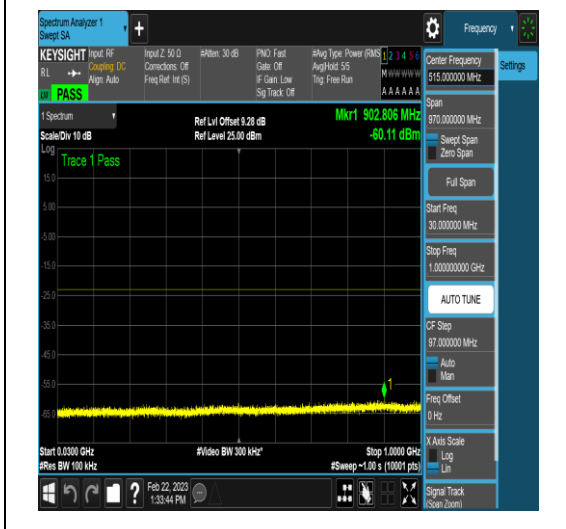 Spectrum Analyzer 1
Swept SA
Frequency
KEYSIGHT
RL
Input: RF
Coupling: DC
Align: Auto
Input Z: 50 Ω
Corrections: Off
Freq Ref: Int (S)
#Atten: 30 dB
PNO: Fast
Gate: Off
IF Gain: Low
Sig Track: Off
#Avg Type: Power (RMS
Avg|Hold: 5/5
Trig: Free Run
1 2 3 4 5 6
M W W W W W
A A A A A A
PASS
1 Spectrum
Scale/Div 10 dB
Ref Lvl Offset 9.28 dB
Ref Level 25.00 dBm
Mkr1 902.806 MHz
-60.11 dBm
Log
Trace 1 Pass
15.0
5.00
-5.00
-15.0
-25.0
-35.0
-45.0
-55.0
-65.0
1
Start 0.0300 GHz
#Res BW 100 kHz
#Video BW 300 kHz*
Stop 1.0000 GHz
#Sweep ~1.00 s (10001 pts)
Feb 22, 2023
1:33:44 PM
Center Frequency
515.000000 MHz
Settings
Span
970.000000 MHz
Swept Span
Zero Span
Full Span
Start Freq
30.000000 MHz
Stop Freq
1.000000000 GHz
AUTO TUNE
CF Step
97.000000 MHz
Auto
Man
Freq Offset
0 Hz
X Axis Scale
Log
Lin
Signal Track
(Span Zoom)